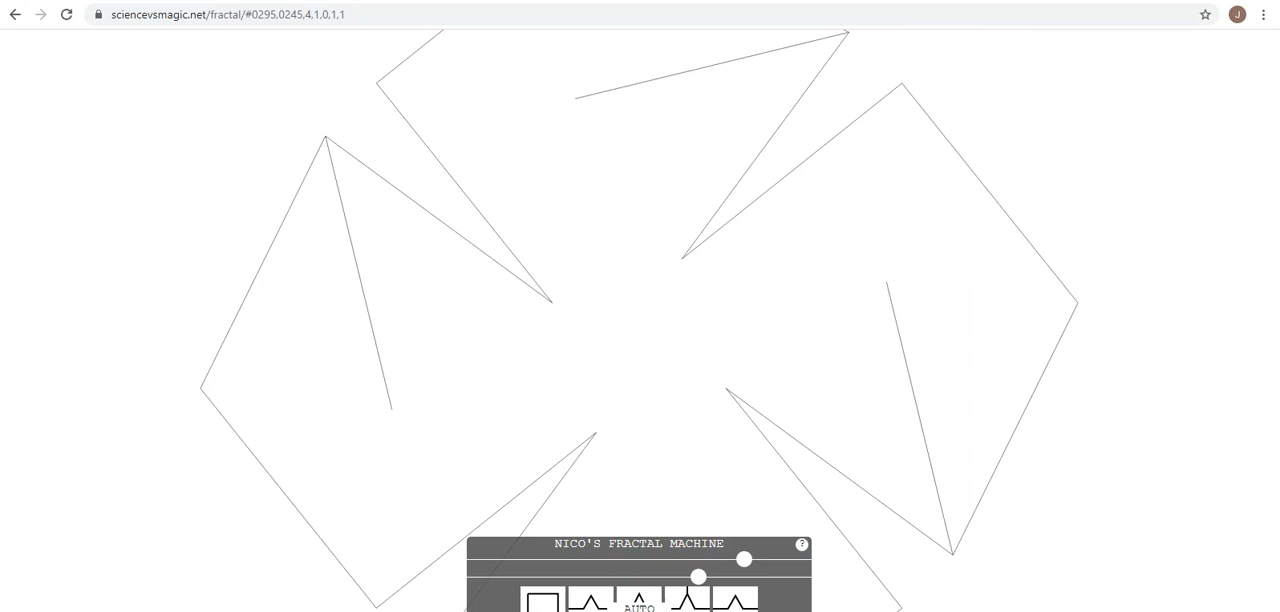 sciencevsmagic.net/fractal/#0295,0245,4,1,0,1,1
J
NICO'S FRACTAL MACHINE
?
AUTO